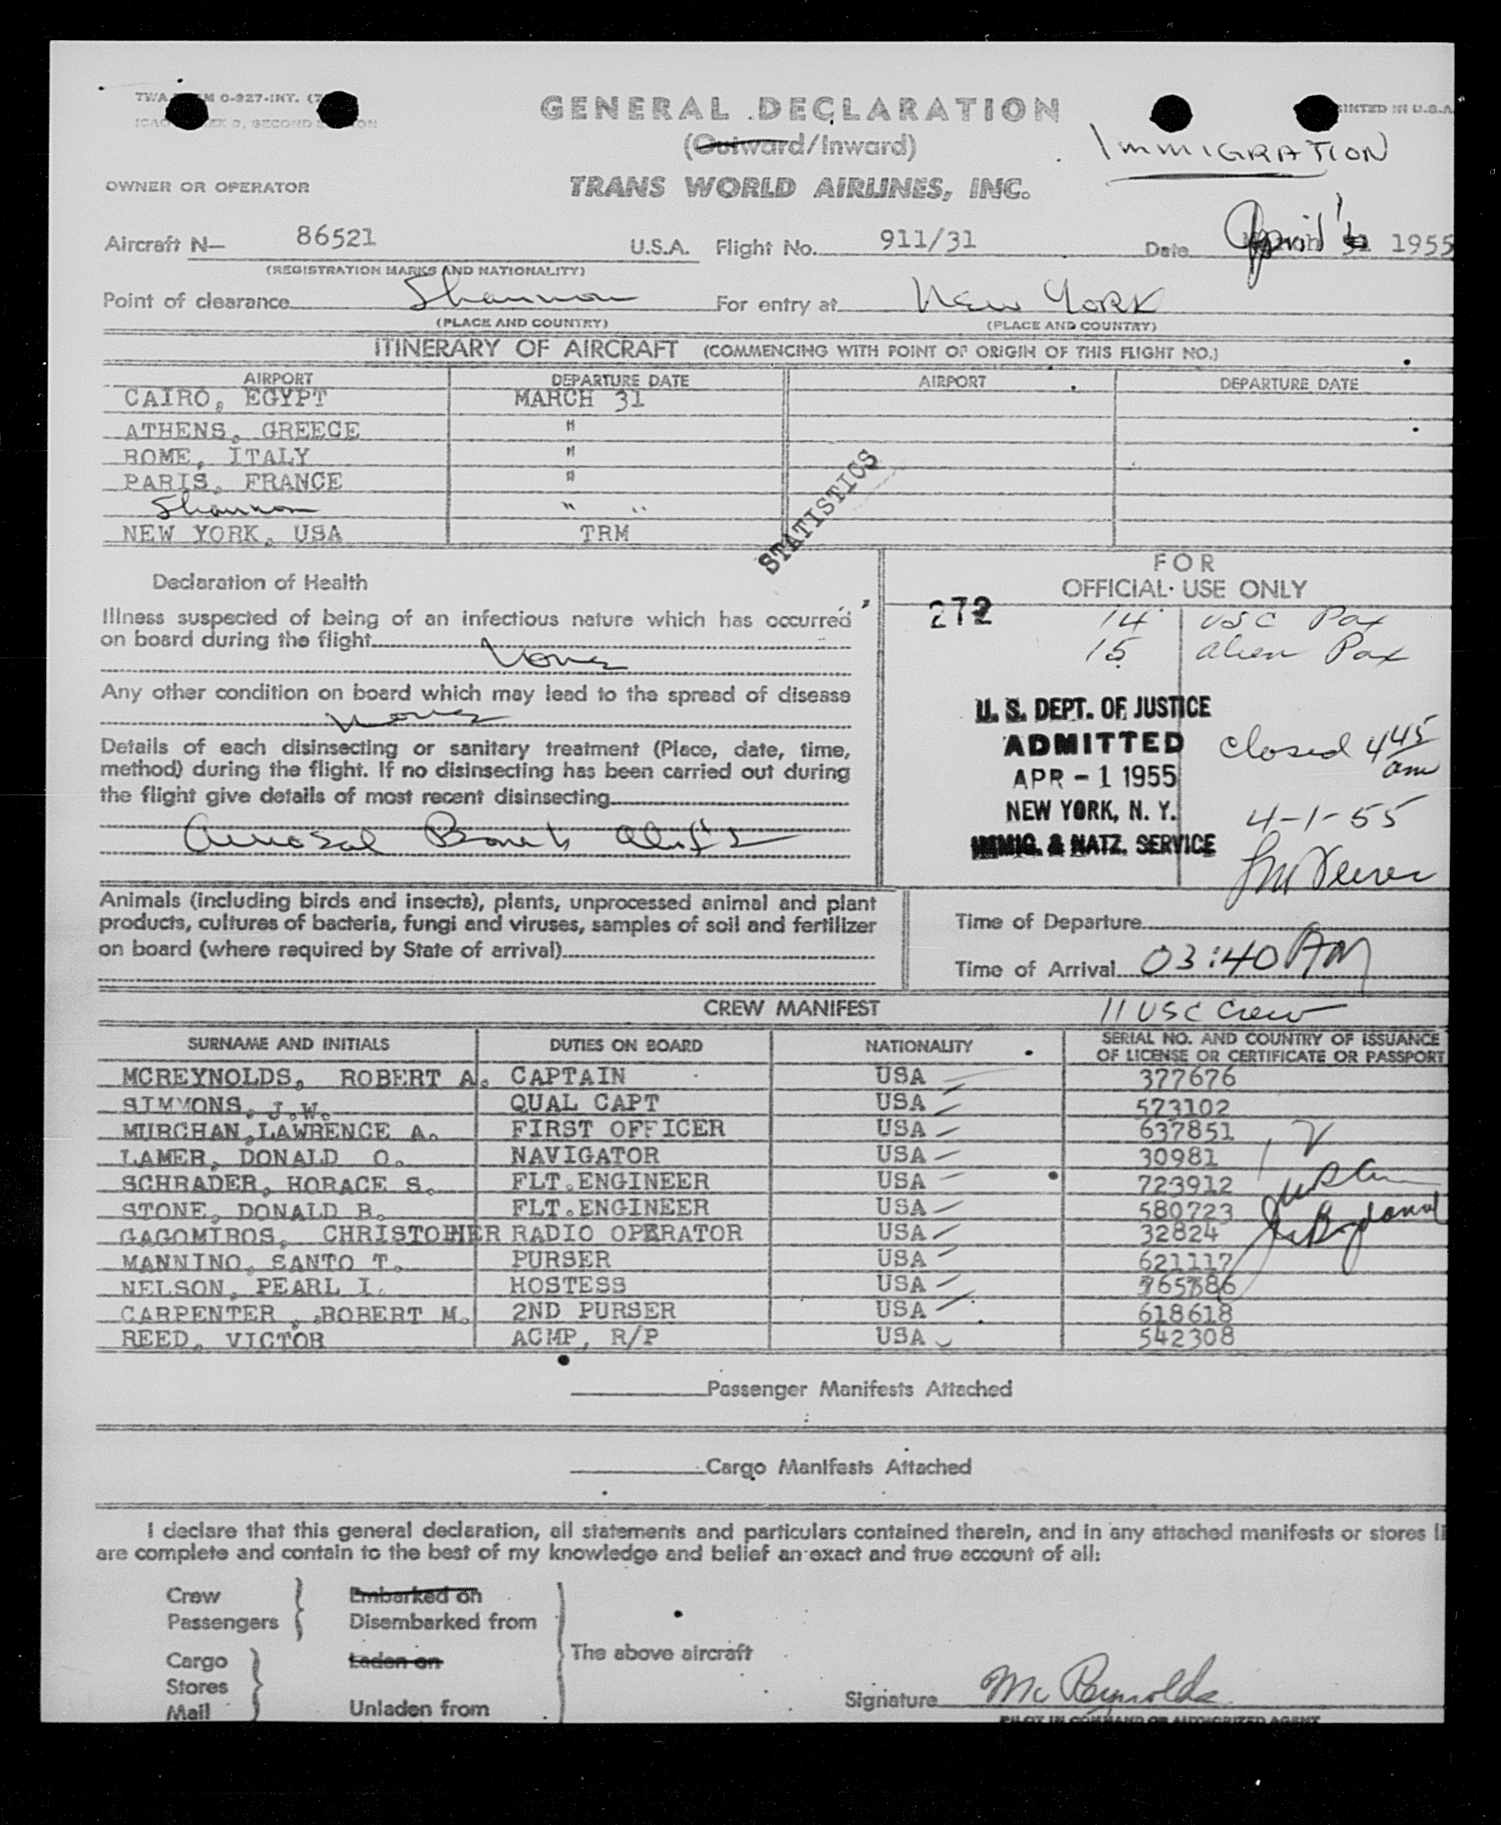 TWA FORM O-827-INT.
SECOND
GENERAL DECLARATION
PRINTED IN U.S.A.
(Outward/Inward)
IMMIGRATION
OWNER OR OPERATOR
TRANS WORLD AIRLINES, INC.
Aircraft N— 86521 U.S.A. Flight No. 911/31 Date April 1 1955
(REGISTRATION MARKS AND NATIONALITY)
Point of clearance Shannon For entry at New York
(PLACE AND COUNTRY) (PLACE AND COUNTRY)
ITINERARY OF AIRCRAFT (COMMENCING WITH POINT OF ORIGIN OF THIS FLIGHT NO.)
AIRPORT DEPARTURE DATE AIRPORT DEPARTURE DATE
CAIRO, EGYPT MARCH 31
ATHENS, GREECE "
ROME, ITALY "
PARIS, FRANCE "
Shannon " "
NEW YORK, USA TRM
STATISTICS
Declaration of Health
Illness suspected of being of an infectious nature which has occurred
on board during the flight None
Any other condition on board which may lead to the spread of disease
None
Details of each disinsecting or sanitary treatment (Place, date, time,
method) during the flight. If no disinsecting has been carried out during
the flight give details of most recent disinsecting
Aerosol
FOR
OFFICIAL USE ONLY
272
14 USC Pax
15 alien Pax
U. S. DEPT. OF JUSTICE
ADMITTED
APR - 1 1955
NEW YORK, N. Y.
IMMIG. & NATZ. SERVICE
closed 4 45 am
4-1-55
Animals (including birds and insects), plants, unprocessed animal and plant
products, cultures of bacteria, fungi and viruses, samples of soil and fertilizer
on board (where required by State of arrival)
Time of Departure
Time of Arrival 03:40 AM
CREW MANIFEST 11 USC Crew
SURNAME AND INITIALS DUTIES ON BOARD NATIONALITY SERIAL NO. AND COUNTRY OF ISSUANCE
OF LICENSE OR CERTIFICATE OR PASSPORT
MCREYNOLDS, ROBERT A. CAPTAIN USA 377676
SIMMONS, J.W. QUAL CAPT USA 573102
MURCHAN,LAWRENCE A. FIRST OFFICER USA 637851
LAMER, DONALD O. NAVIGATOR USA 30981
SCHRADER, HORACE S. FLT.ENGINEER USA 723912
STONE, DONALD B. FLT.ENGINEER USA 580723
GAGOMIROS, CHRISTOPHER RADIO OPERATOR USA 32824
MANNINO, SANTO T. PURSER USA 621117
NELSON, PEARL I. HOSTESS USA
CARPENTER, ROBERT M. 2ND PURSER USA 618618
REED, VICTOR ACMP, R/P USA 542308
Passenger Manifests Attached
Cargo Manifests Attached
I declare that this general declaration, all statements and particulars contained therein, and in any attached manifests or stores
are complete and contain to the best of my knowledge and belief an exact and true account of all:
Crew Embarked on
Passengers Disembarked from
The above aircraft
Cargo Laden on
Stores
Mail Unladen from
Signature McReynolds
PILOT IN COMMAND OR AUTHORIZED AGENT